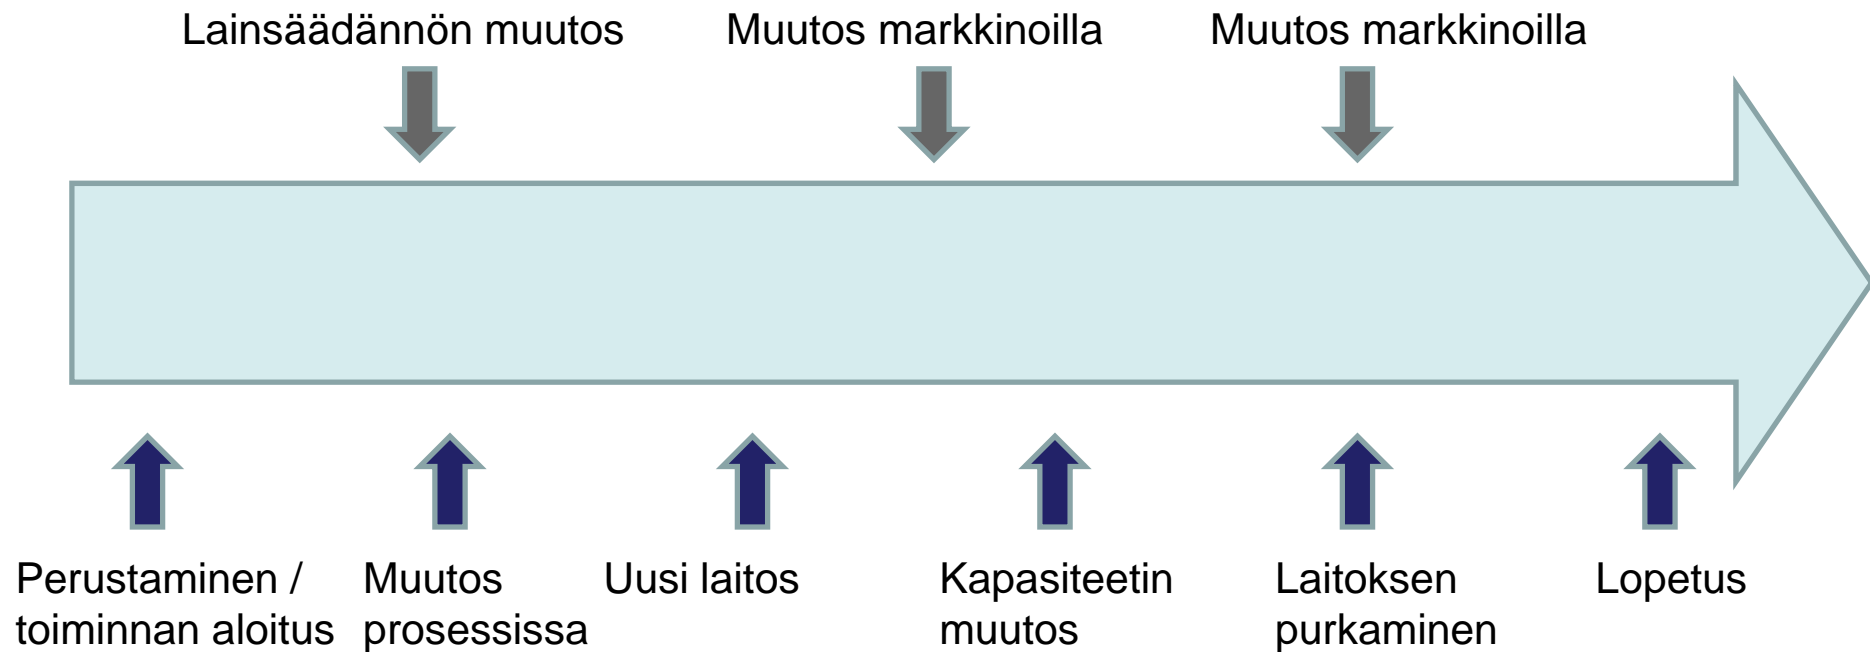 Lainsäädännön muutos
Muutos markkinoilla
Muutos markkinoilla
Perustaminen /
toiminnan aloitus
Muutos
prosessissa
Uusi laitos
Kapasiteetin
muutos
Laitoksen
purkaminen
Lopetus